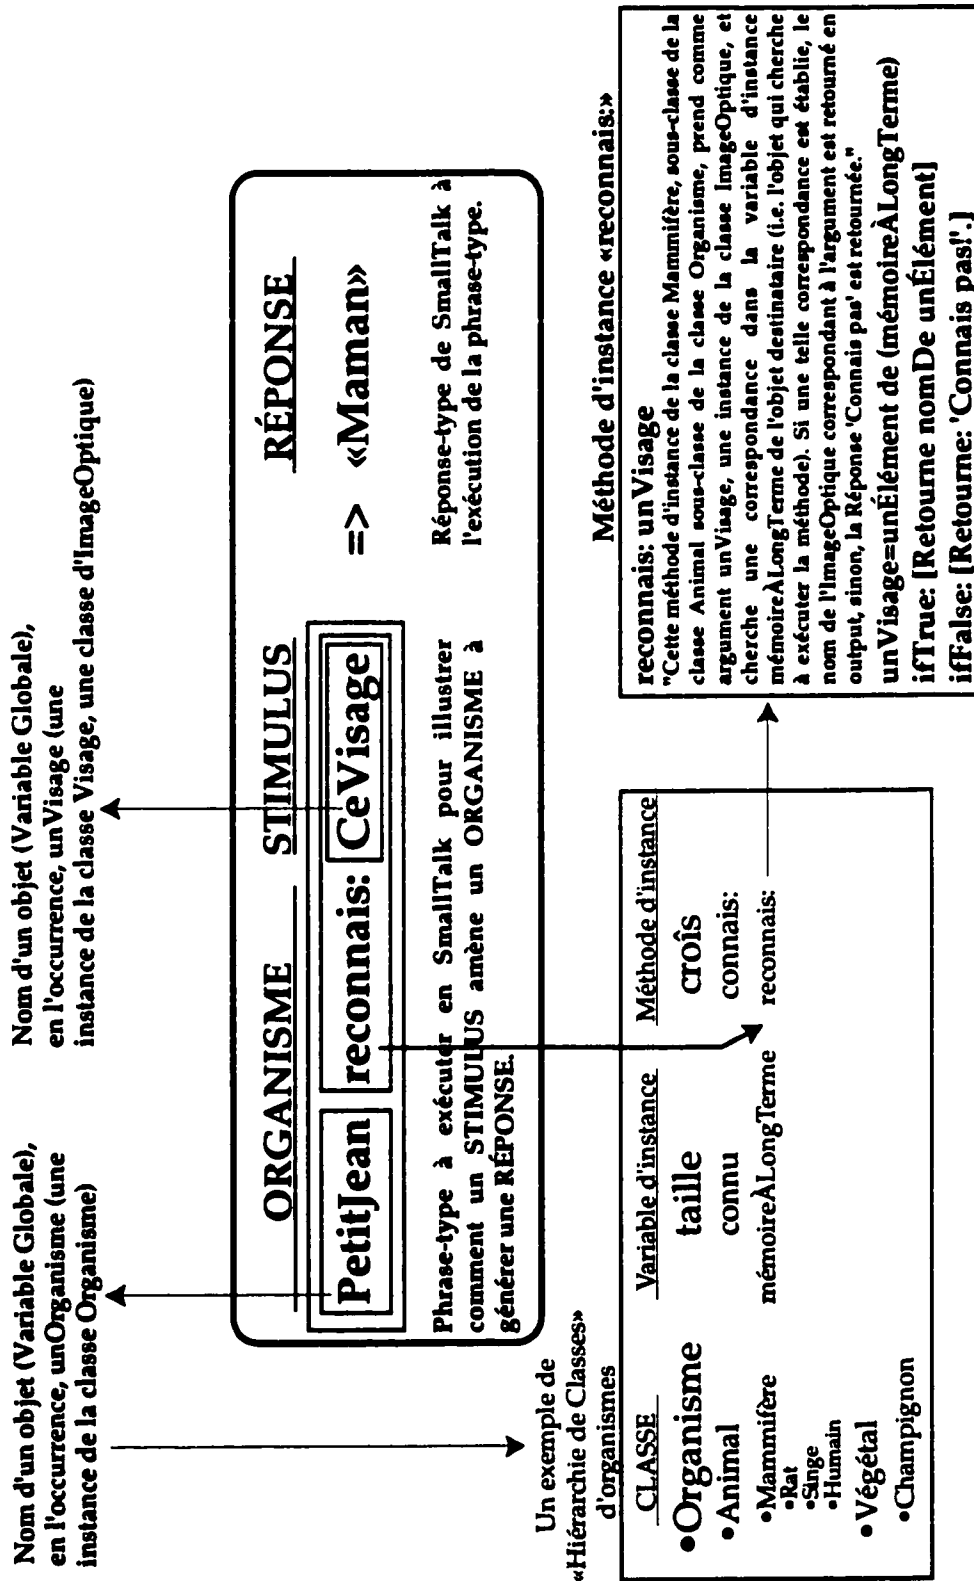 Nom d'un objet (Variable Globale),
en l'occurrence, unOrganisme (une
instance de la classe Organisme)
Nom d'un objet (Variable Globale),
en l'occurrence, unVisage (une
instance de la classe Visage, une classe d'ImageOptique)
ORGANISME STIMULUS RÉPONSE
PetitJean reconnais: CeVisage => «Maman»
Phrase-type à exécuter en SmallTalk pour illustrer
comment un STIMULUS amène un ORGANISME à
générer une RÉPONSE.
Réponse-type de SmallTalk à
l'exécution de la phrase-type.
Un exemple de
«Hiérarchie de Classes»
d'organismes
CLASSE Variable d'instance Méthode d'instance
•Organisme taille croîs
•Animal connu connais:
•Mammifère mémoireÀLongTerme reconnais:
•Rat
•Singe
•Humain
•Végétal
•Champignon
Méthode d'instance «reconnais:»
reconnais: unVisage
"Cette méthode d'instance de la classe Mammifère, sous-classe de la
classe Animal sous-classe de la classe Organisme, prend comme
argument unVisage, une instance de la classe ImageOptique, et
cherche une correspondance dans la variable d'instance
mémoireÀLongTerme de l'objet destinataire (i.e. l'objet qui cherche
à exécuter la méthode). Si une telle correspondance est établie, le
nom de l'ImageOptique correspondant à l'argument est retourné en
output, sinon, la Réponse 'Connais pas' est retournée."
unVisage=unÉlément de (mémoireÀLongTerme)
ifTrue: [Retourne nomDe unÉlément]
ifFalse: [Retourne: 'Connais pas!'.]